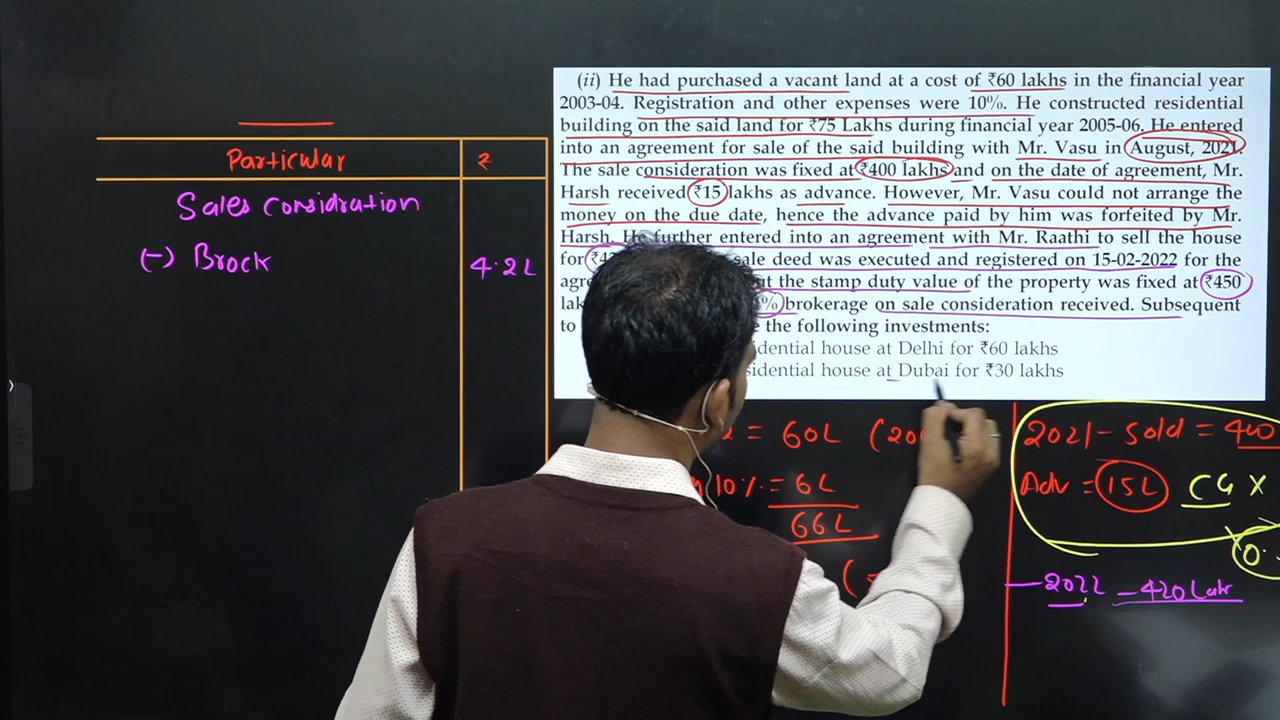 (ii) He had purchased a vacant land at a cost of ₹60 lakhs in the financial year
2003-04. Registration and other expenses were 10%. He constructed residential
building on the said land for ₹75 Lakhs during financial year 2005-06. He entered
into an agreement for sale of the said building with Mr. Vasu in August, 2021.
The sale consideration was fixed at ₹400 lakhs and on the date of agreement, Mr.
Harsh received ₹15 lakhs as advance. However, Mr. Vasu could not arrange the
money on the due date, hence the advance paid by him was forfeited by Mr.
Harsh. He further entered into an agreement with Mr. Raathi to sell the house
for sale deed was executed and registered on 15-02-2022 for the
the stamp duty value of the property was fixed at ₹450
brokerage on sale consideration received. Subsequent
to the following investments:
house at Delhi for ₹60 lakhs
house at Dubai for ₹30 lakhs
Particular ₹
Sales Considration
(-) Brock 4.2L
= 60L
10% = 6L
66L
2021 - Sold = 400
Adv = 15L CG X
2022 - 420 Lakr